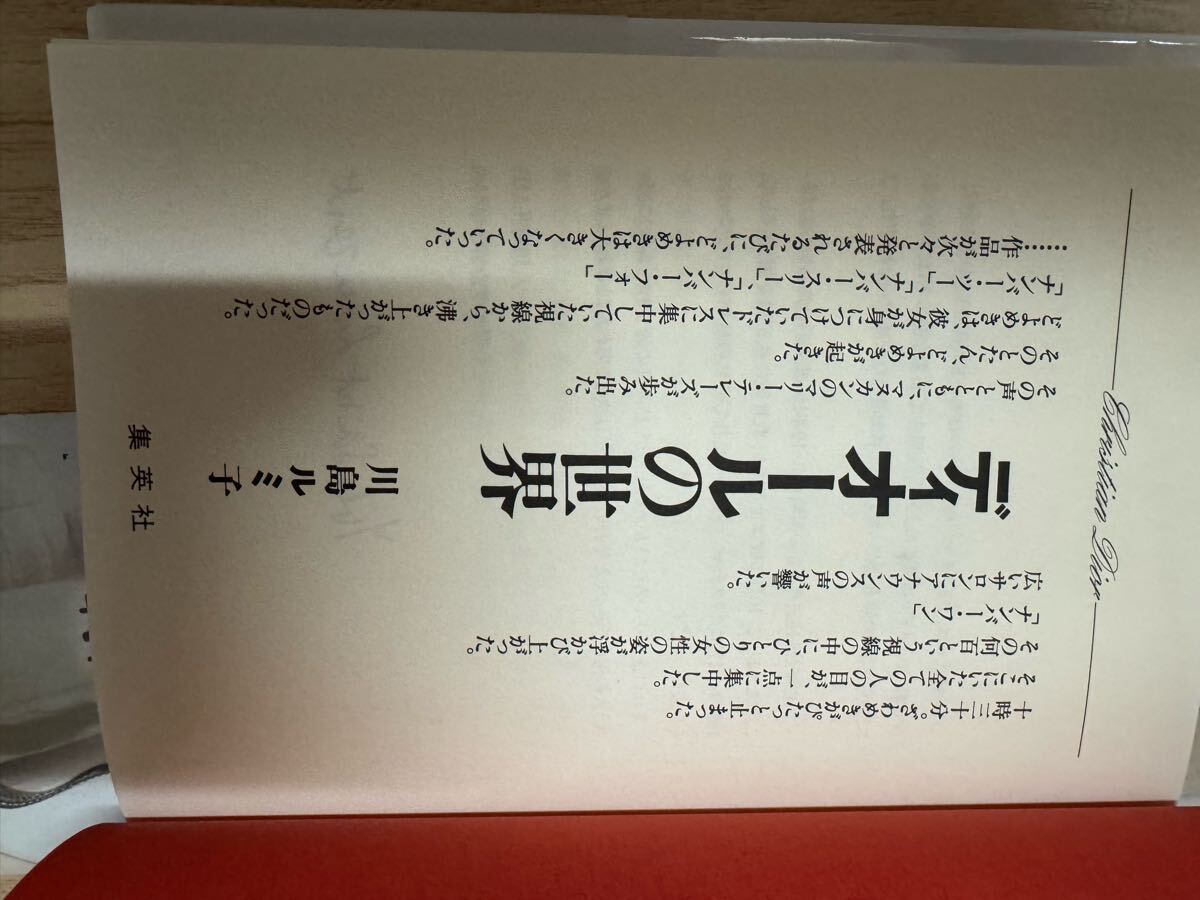 Christian Dior
十時三十分。ざわめきがぴたっと止まった。
そこにいた全ての人の目が、一点に集中した。
その何百という視線の中に、ひとりの女性の姿が浮かび上がった。
「ナンバー・ワン」
広いサロンにアナウンスの声が響いた。
ディオールの世界
川島ルミ子
集英社
その声とともに、マヌカンのマリー・テレーズが歩み出た。
そのとたん、どよめきが起きた。
どよめきは、彼女が身につけていたドレスに集中していた視線から、沸き上がったものだった。
「ナンバー・ツー」、「ナンバー・スリー」、「ナンバー・フォー」
……作品が次々と発表されるたびに、どよめきは大きくなっていった。